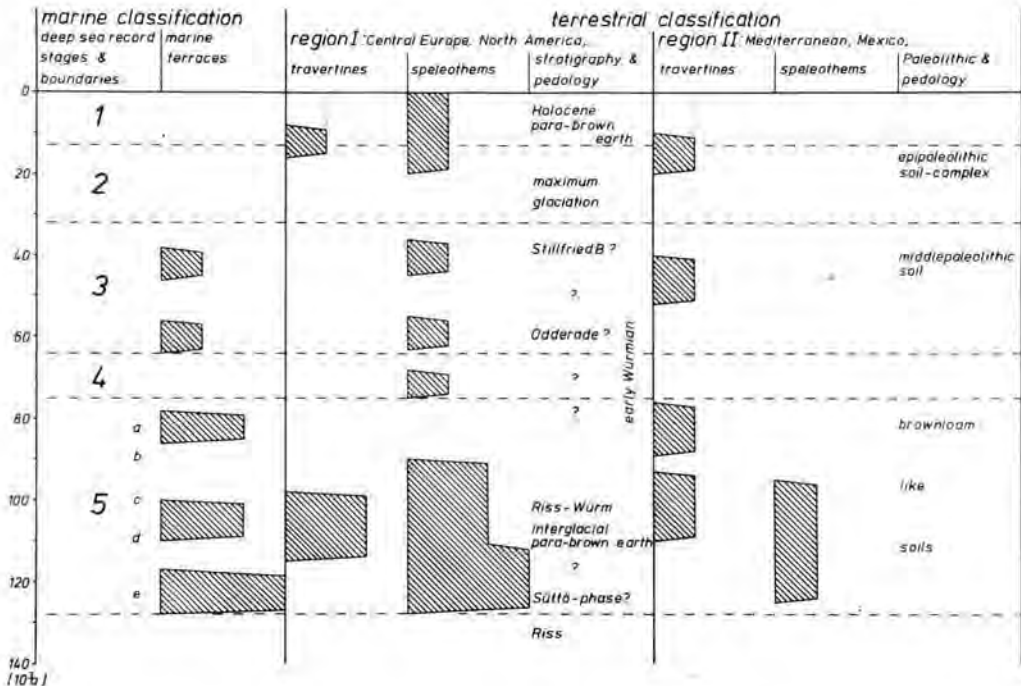 marine classification
terrestrial classification
deep sea record
stages &
boundaries
marine
terraces
region I: Central Europe, North America,
travertines
speleothems
stratigraphy &
pedology
region II: Mediterranean, Mexico,
travertines
speleothems
Paleolithic &
pedology
0
20
40
60
80
100
120
140
1
2
3
4
5
a
b
c
d
e
Holocene
para-brown
earth
maximum
glaciation
Stillfried B ?
?
Odderade ?
?
?
early Würmian
Riss-Würm
interglacial
para-brown earth
?
Süttö-phase?
Riss
epipaleolithic
soil-complex
middlepaleolithic
soil
brownloam
like
soils